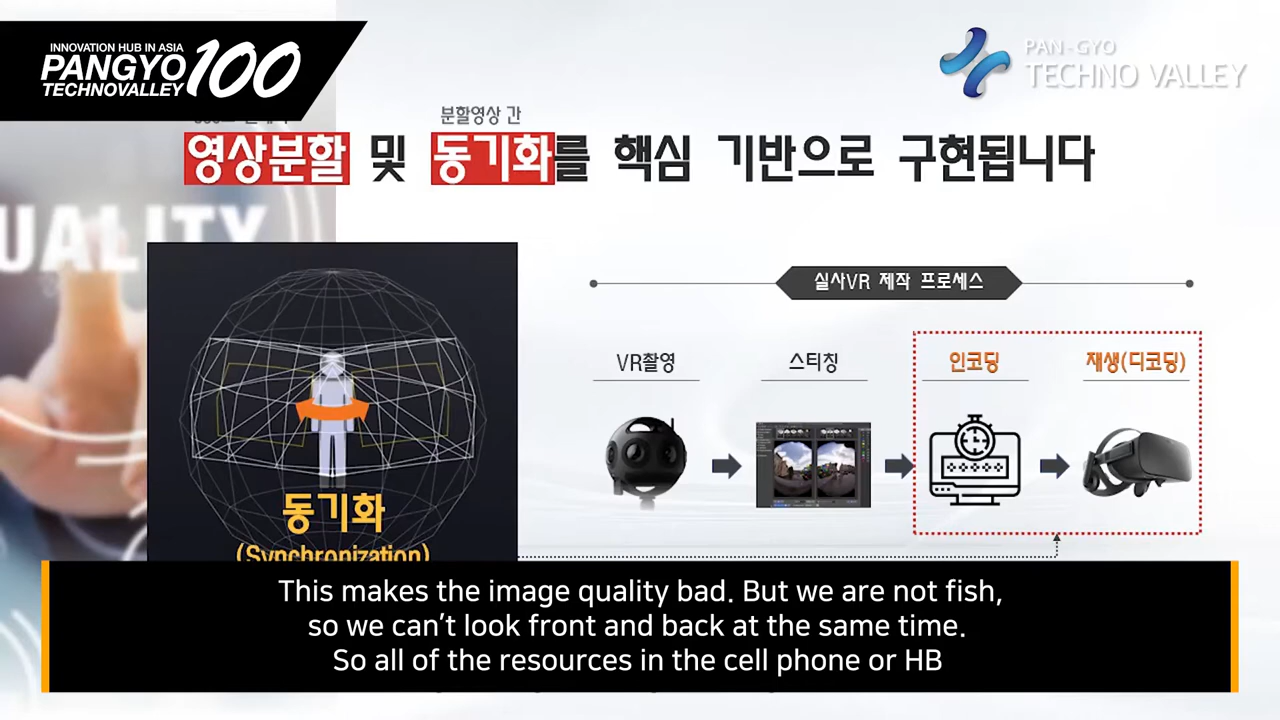 INNOVATION HUB IN ASIA
PANGYO 100
TECHNOVALLEY
PAN-GYO
TECHNO VALLEY
분할영상 간
영상분할 및 동기화를 핵심 기반으로 구현됩니다
UALITY
실사VR 제작 프로세스
VR촬영
스티칭
인코딩
재생(디코딩)
동기화
(Synchronization)
This makes the image quality bad. But we are not fish,
so we can't look front and back at the same time.
So all of the resources in the cell phone or HB